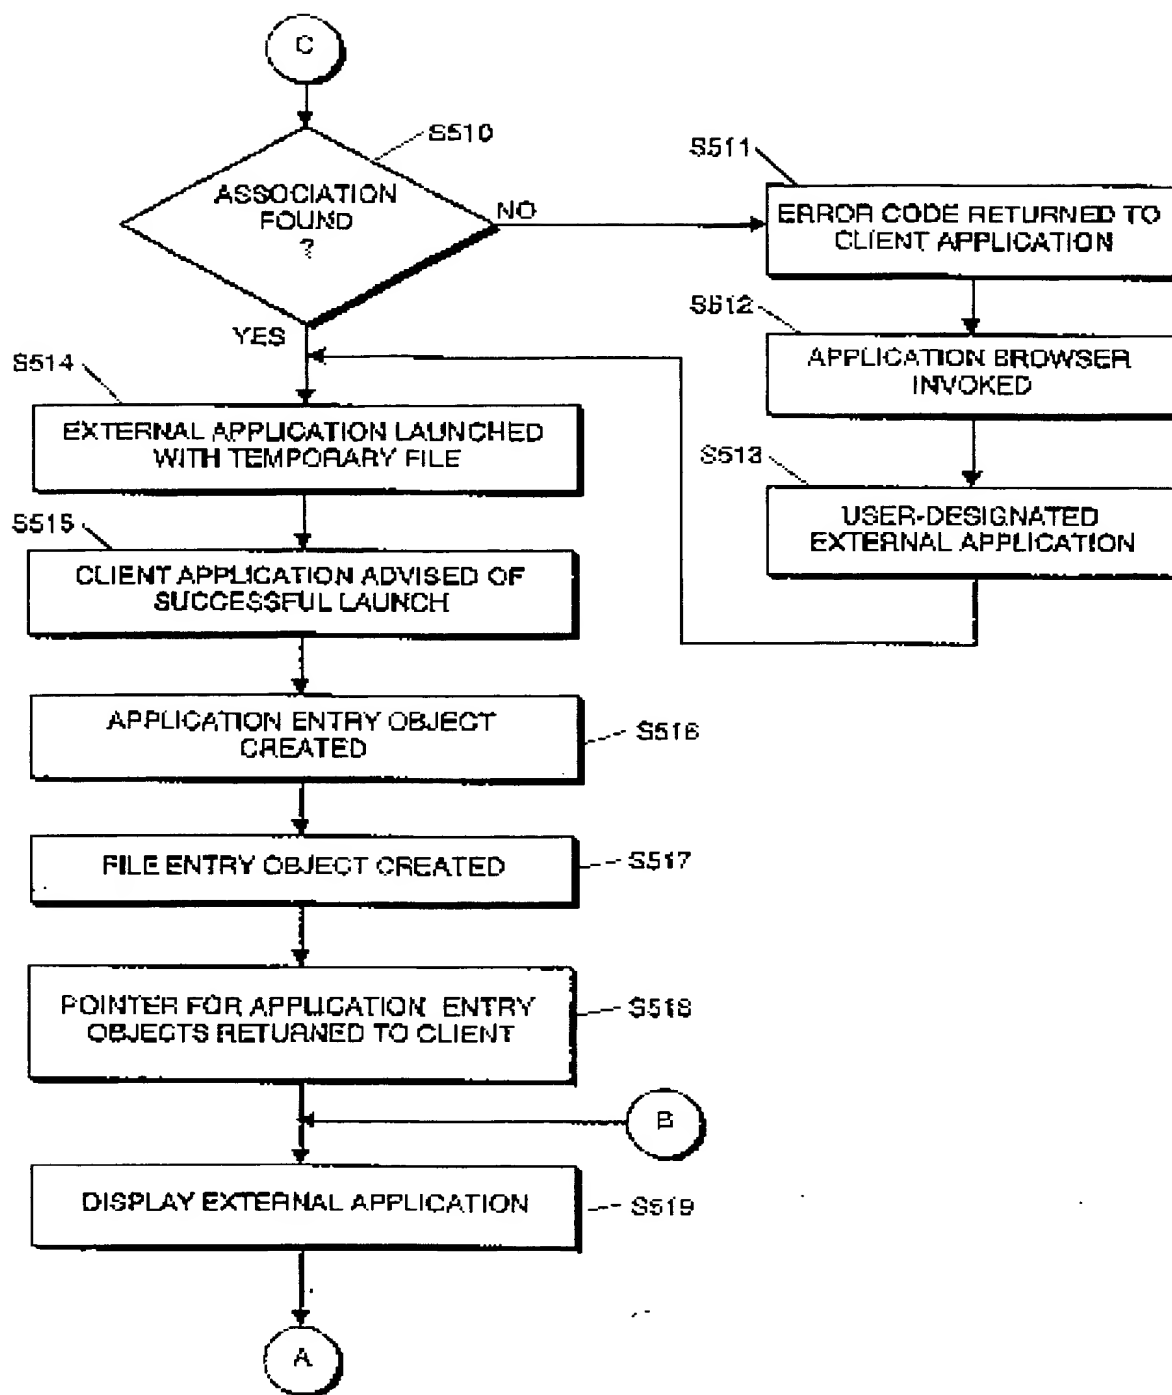 C
S510
ASSOCIATION
FOUND
?
NO
YES
S511
ERROR CODE RETURNED TO
CLIENT APPLICATION
S512
APPLICATION BROWSER
INVOKED
S513
USER-DESIGNATED
EXTERNAL APPLICATION
S514
EXTERNAL APPLICATION LAUNCHED
WITH TEMPORARY FILE
S515
CLIENT APPLICATION ADVISED OF
SUCCESSFUL LAUNCH
APPLICATION ENTRY OBJECT
CREATED
S516
FILE ENTRY OBJECT CREATED
S517
POINTER FOR APPLICATION ENTRY
OBJECTS RETURNED TO CLIENT
S518
B
DISPLAY EXTERNAL APPLICATION
S519
A